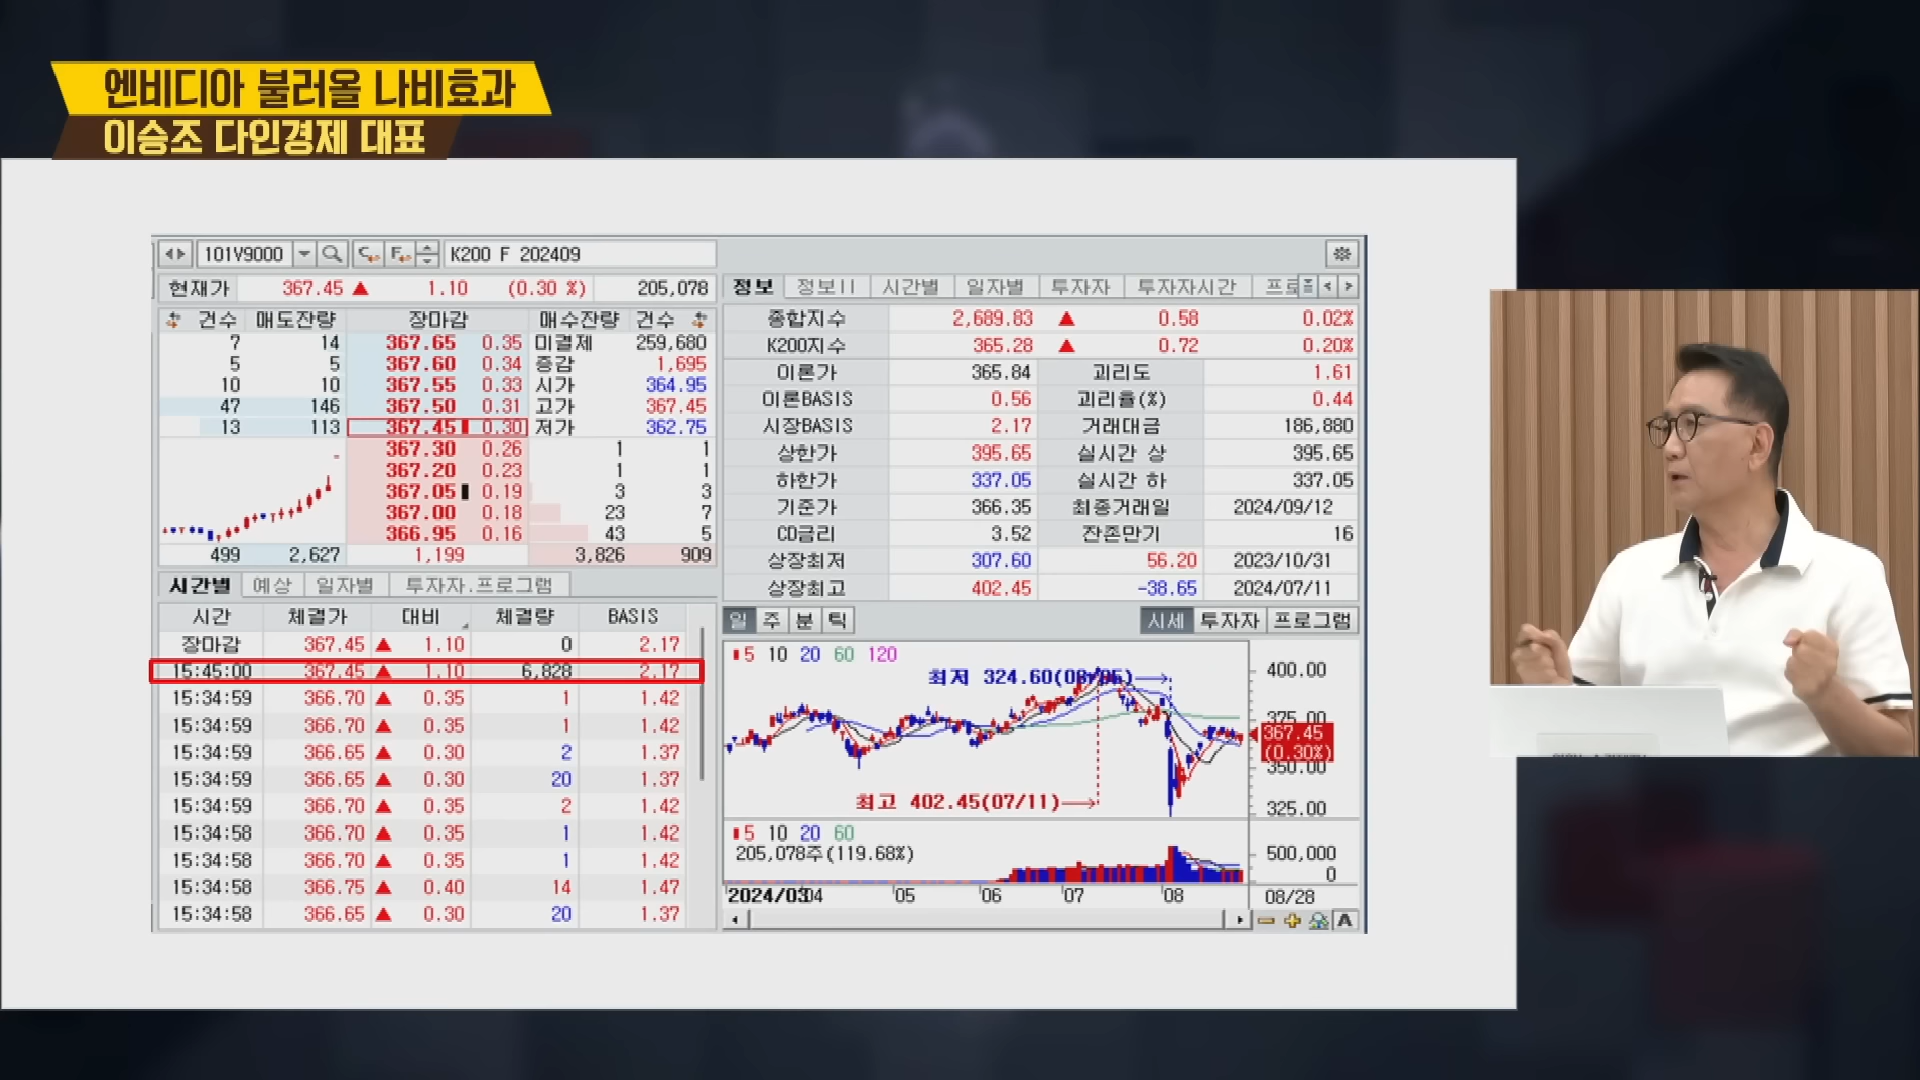 엔비디아 불러올 나비효과
이승조 다인경제 대표
101V9000 K200 F 202409
현재가 367.45 ▲ 1.10 (0.30 %) 205,078
건수 매도잔량 장마감 매수잔량 건수
7 14 367.65 0.35 미결제 259,680
5 5 367.60 0.34 증감 1,695
10 10 367.55 0.33 시가 364.95
47 146 367.50 0.31 고가 367.45
13 113 367.45 0.30 저가 362.75
367.30 0.26 1 1
367.20 0.23 1 1
367.05 0.19 3 3
367.00 0.18 23 7
366.95 0.16 43 5
499 2,627 1,199 3,826 909
시간별 예상 일자별 투자자.프로그램
시간 체결가 대비 체결량 BASIS
장마감 367.45 ▲ 1.10 0 2.17
15:45:00 367.45 ▲ 1.10 6,828 2.17
15:34:59 366.70 ▲ 0.35 1 1.42
15:34:59 366.70 ▲ 0.35 1 1.42
15:34:59 366.65 ▲ 0.30 2 1.37
15:34:59 366.65 ▲ 0.30 20 1.37
15:34:59 366.70 ▲ 0.35 2 1.42
15:34:58 366.70 ▲ 0.35 1 1.42
15:34:58 366.70 ▲ 0.35 1 1.42
15:34:58 366.75 ▲ 0.40 14 1.47
15:34:58 366.65 ▲ 0.30 20 1.37
정보 정보II 시간별 일자별 투자자 투자자시간 프로
종합지수 2,689.83 ▲ 0.58 0.02%
K200지수 365.28 ▲ 0.72 0.20%
이론가 365.84 괴리도 1.61
이론BASIS 0.56 괴리율(%) 0.44
시장BASIS 2.17 거래대금 186,880
상한가 395.65 실시간 상 395.65
하한가 337.05 실시간 하 337.05
기준가 366.35 최종거래일 2024/09/12
CD금리 3.52 잔존만기 16
상장최저 307.60 56.20 2023/10/31
상장최고 402.45 -38.65 2024/07/11
일 주 분 틱 시세 투자자 프로그램
5 10 20 60 120
최저 324.60(08/05)
400.00
375.00
367.45
(0.30%)
350.00
최고 402.45(07/11)
325.00
5 10 20 60
205,078주(119.68%)
500,000
0
2024/03 04 05 06 07 08 08/28
A